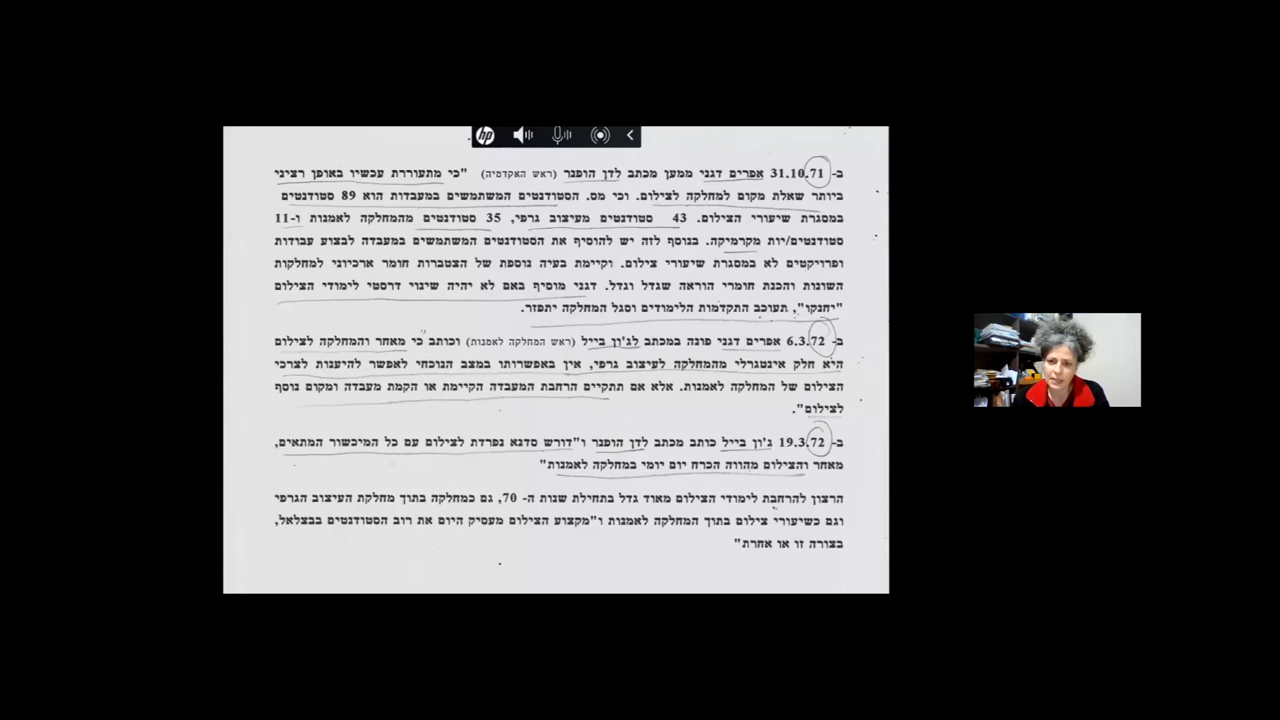 hp
ב- 31.10.71 אפרים דגני ממען מכתב לדן הופנר (ראש האקדמיה) "כי מתעוררת עכשיו באופן רציני
ביותר שאלת מקום למחלקה לצילום. וכי מס. הסטודנטים המשתמשים במעבדות הוא 89 סטודנטים
במסגרת שיעורי הצילום. 43 סטודנטים מעיצוב גרפי, 35 סטודנטים מהמחלקה לאמנות ו-11
סטודנטים/יות מקרמיקה. בנוסף לזה יש להוסיף את הסטודנטים המשתמשים במעבדה לבצוע עבודות
ופרויקטים לא במסגרת שיעורי צילום. וקיימת בעיה נוספת של הצטברות חומר ארכיוני למחלקות
השונות והכנת חומרי הוראה שגדל וגדל. דגני מוסיף באם לא יהיה שינוי דרסטי לימודי הצילום
"יחנקו", תעוכב התקדמות הלימודים וסגל המחלקה יתפזר.
ב- 6.3.72 אפרים דגני פונה במכתב לג'ון בייל (ראש המחלקה לאמנות) וכותב כי "מאחר והמחלקה לצילום
היא חלק אינטגרלי מהמחלקה לעיצוב גרפי, אין באפשרותו במצב הנוכחי לאפשר להיענות לצרכי
הצילום של המחלקה לאמנות. אלא אם תתקיים הרחבת המעבדה הקיימת או הקמת מעבדה ומקום נוסף
לצילום".
ב- 19.3.72 ג'ון בייל כותב מכתב לדן הופנר ו"דורש סדנא נפרדת לצילום עם כל המיכשור המתאים,
מאחר והצילום מהווה הכרח יום יומי במחלקה לאמנות"
הרצון להרחבת לימודי הצילום מאוד גדל בתחילת שנות ה- 70, גם כמחלקה בתוך מחלקת העיצוב הגרפי
וגם כשיעורי צילום בתוך המחלקה לאמנות ו"מקצוע הצילום מעסיק היום את רוב הסטודנטים בבצלאל,
בצורה זו או אחרת"